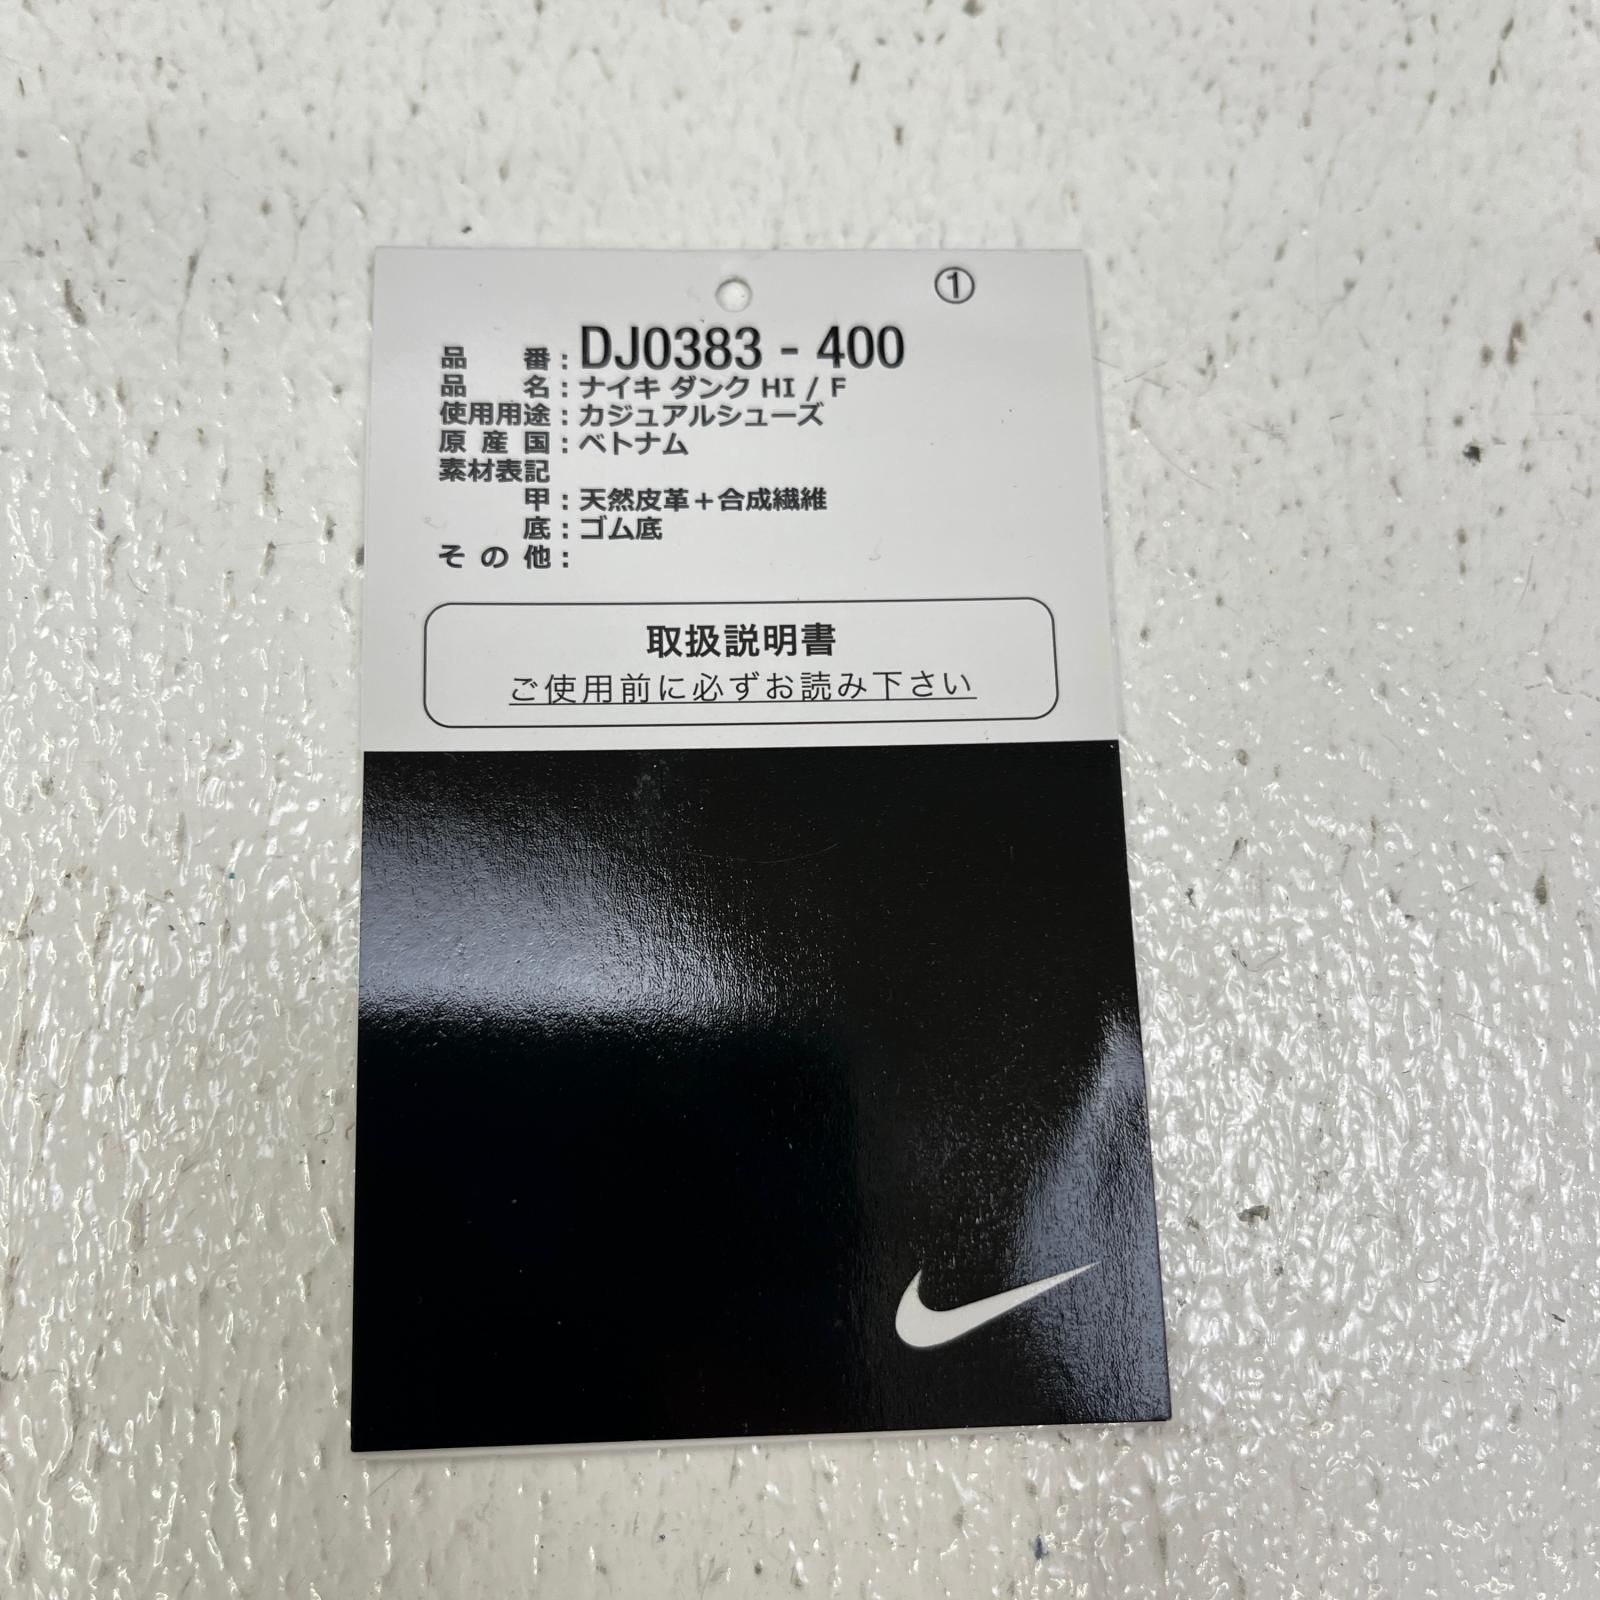 ①
品番：DJ0383 - 400
品名：ナイキ ダンク HI / F
使用用途：カジュアルシューズ
原産国：ベトナム
素材表記
甲：天然皮革＋合成繊維
底：ゴム底
その他：
取扱説明書
ご使用前に必ずお読み下さい